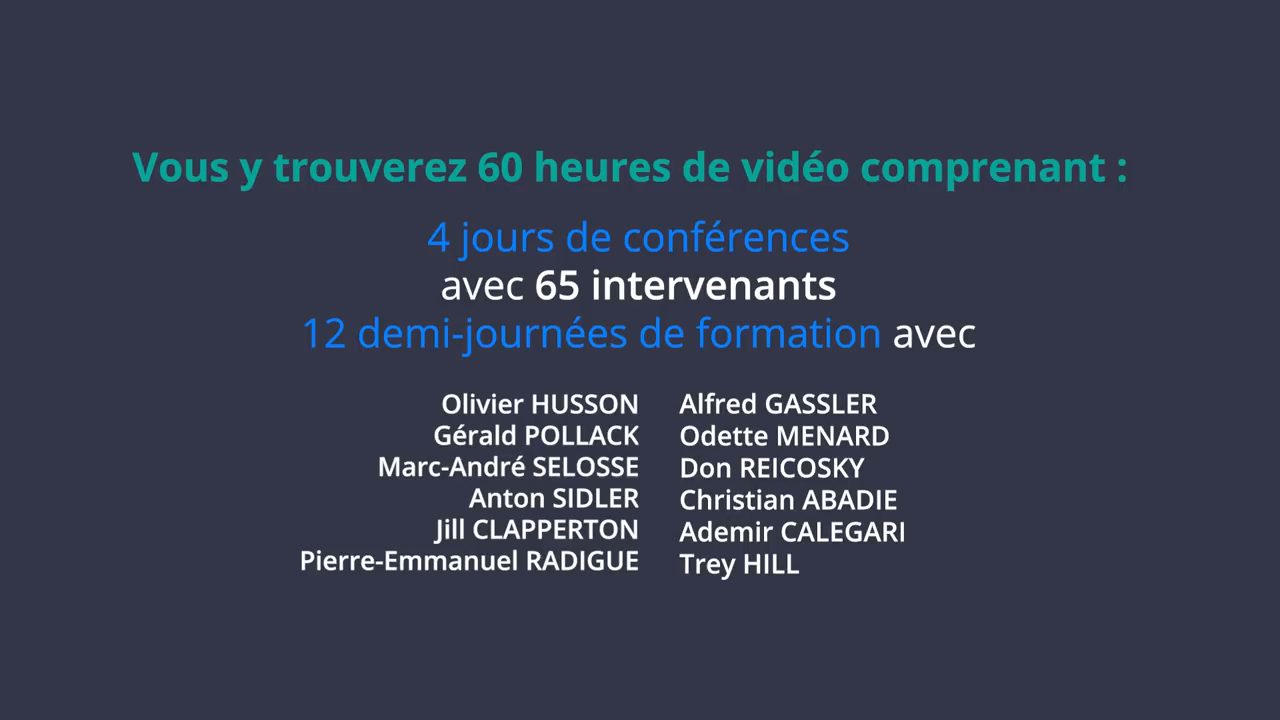 Vous y trouverez 60 heures de vidéo comprenant :
4 jours de conférences
avec 65 intervenants
12 demi-journées de formation avec
Olivier HUSSON
Gérald POLLACK
Marc-André SELOSSE
Anton SIDLER
Jill CLAPPERTON
Pierre-Emmanuel RADIGUE
Alfred GASSLER
Odette MENARD
Don REICOSKY
Christian ABADIE
Ademir CALEGARI
Trey HILL